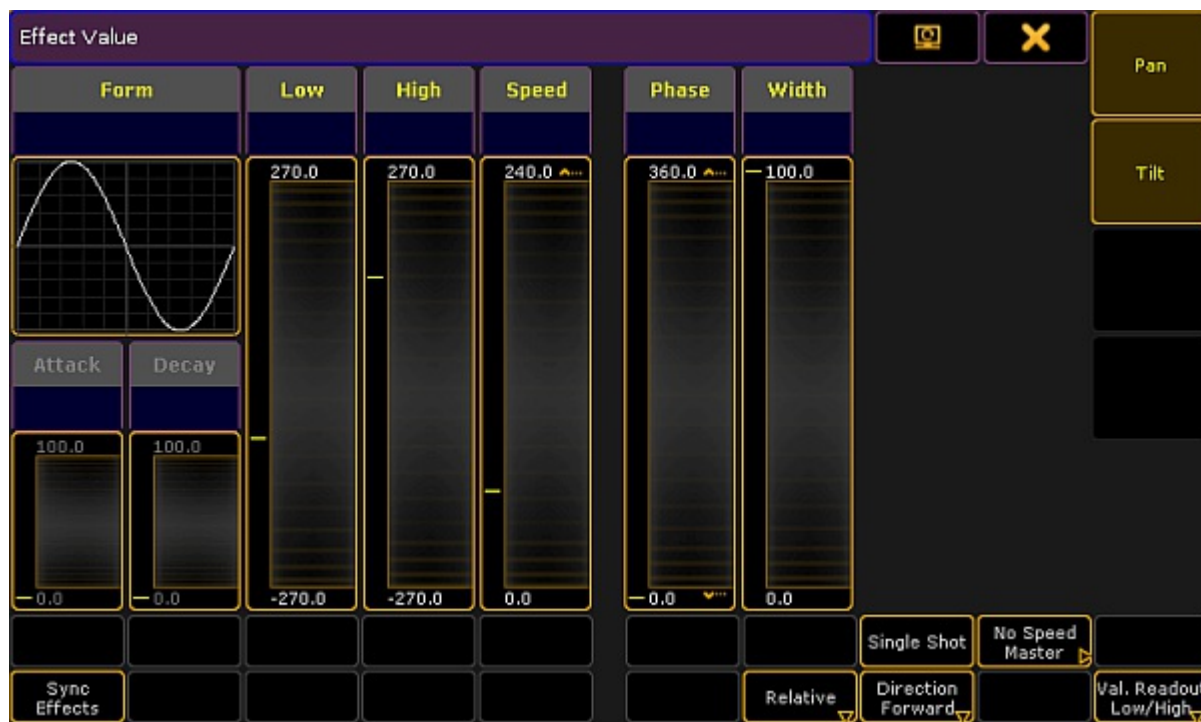 Effect Value
Pan
Form
Low
High
Speed
Phase
Width
270.0
270.0
240.0
360.0
100.0
Tilt
Attack
Decay
100.0
100.0
0.0
0.0
-270.0
-270.0
0.0
0.0
0.0
Single Shot
No Speed
Master
Sync
Effects
Relative
Direction
Forward
Val. Readout
Low/High